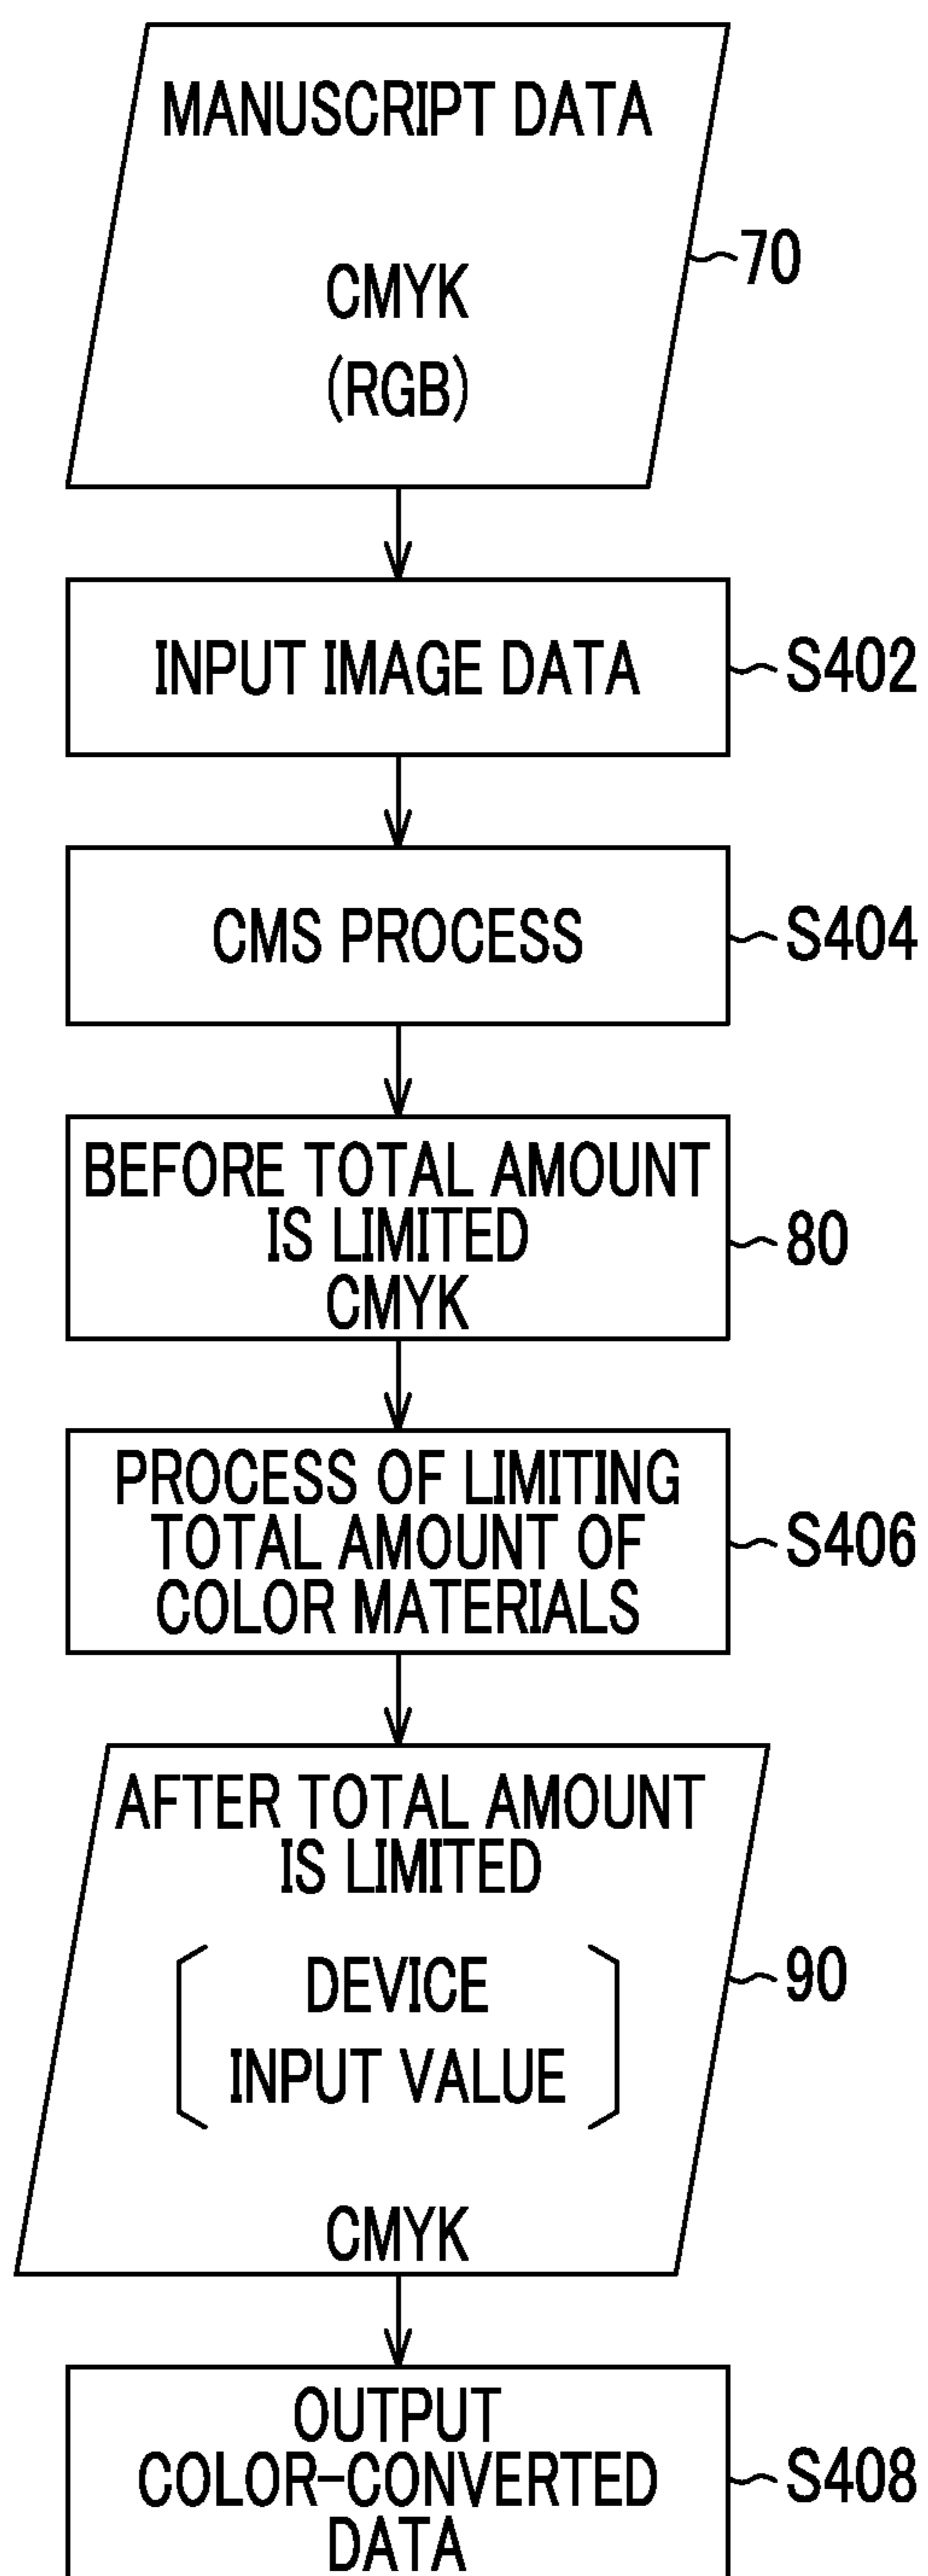 MANUSCRIPT DATA
CMYK
(RGB)
70
INPUT IMAGE DATA
S402
CMS PROCESS
S404
BEFORE TOTAL AMOUNT
IS LIMITED
CMYK
80
PROCESS OF LIMITING
TOTAL AMOUNT OF
COLOR MATERIALS
S406
AFTER TOTAL AMOUNT
IS LIMITED
DEVICE
INPUT VALUE
CMYK
90
OUTPUT
COLOR-CONVERTED
DATA
S408